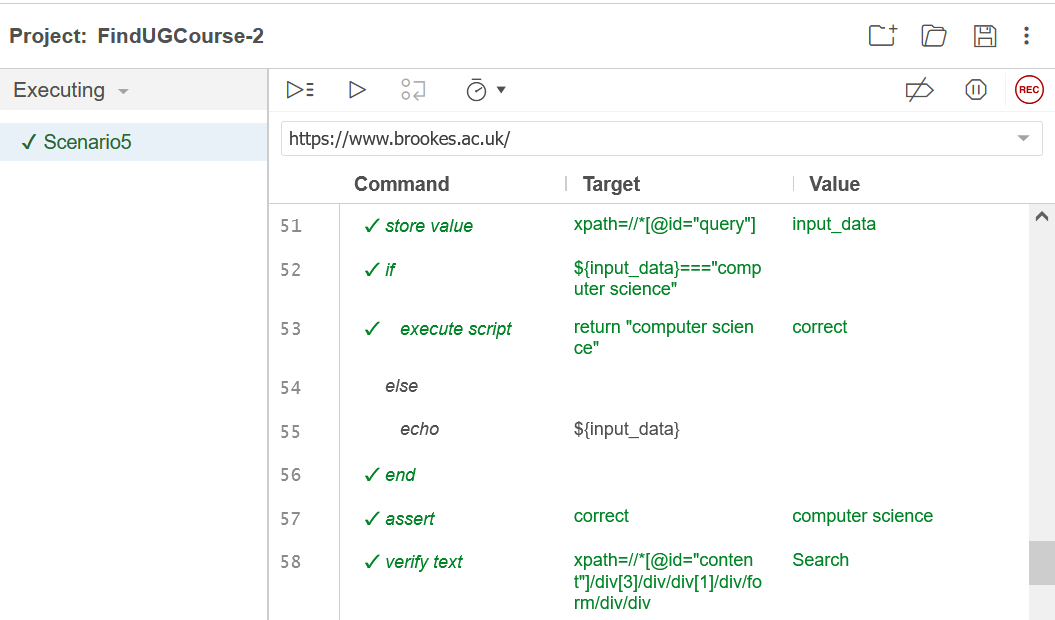 Project: FindUGCourse-2
Executing
REC
✓ Scenario5
https://www.brookes.ac.uk/
Command Target Value
51 ✓ store value xpath=//*[@id="query"] input_data
52 ✓ if ${input_data}==="comp
uter science"
53 ✓ execute script return "computer scien correct
ce"
54 else
55 echo ${input_data}
56 ✓ end
57 ✓ assert correct computer science
58 ✓ verify text xpath=//*[@id="conten Search
t"]/div[3]/div/div[1]/div/fo
rm/div/div